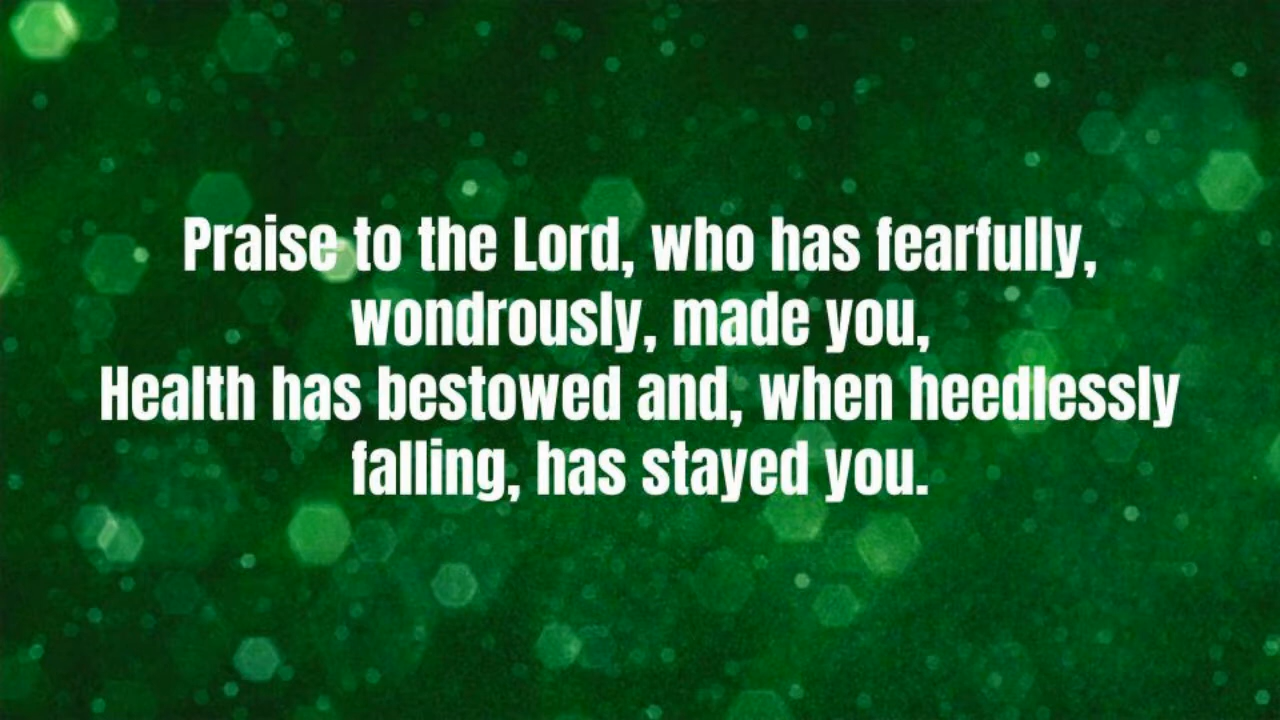 Praise to the Lord, who has fearfully,
wondrously, made you,
Health has bestowed and, when heedlessly
falling, has stayed you.